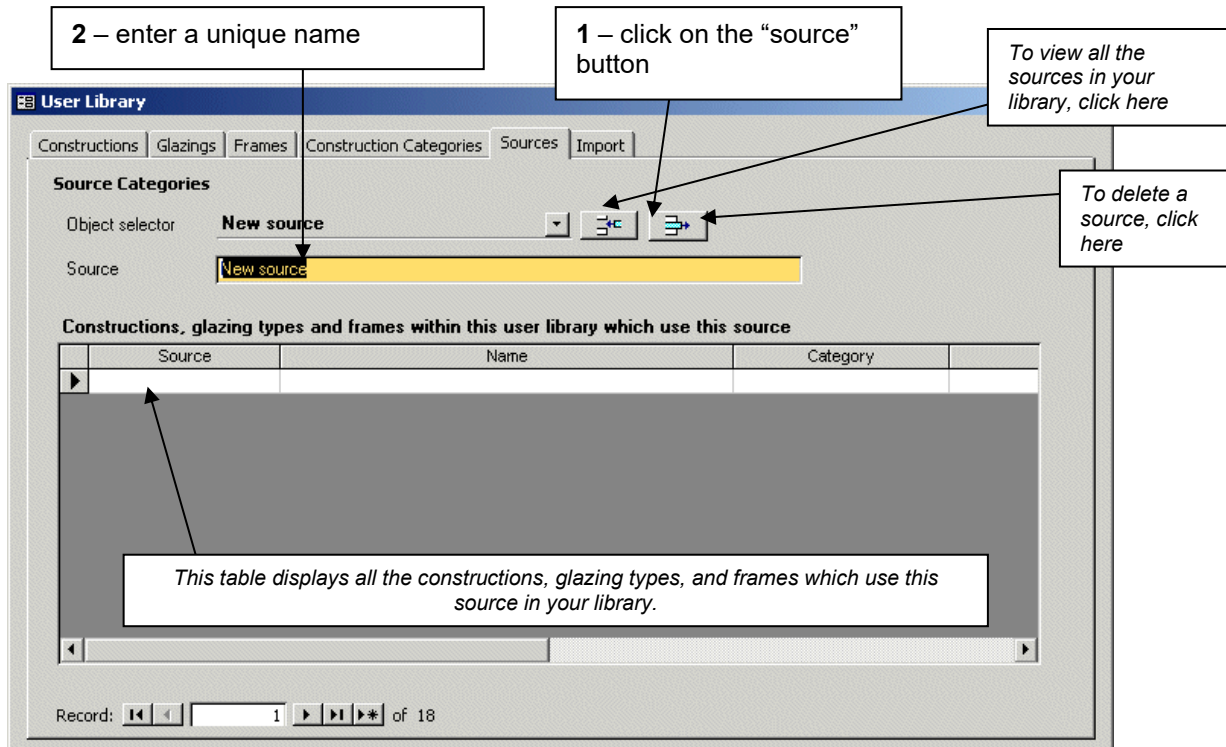 2 – enter a unique name
1 – click on the “source”
button
To view all the
sources in your
library, click here
User Library
Constructions Glazings Frames Construction Categories Sources Import
Source Categories
Object selector New source
To delete a
source, click
here
Source New source
Constructions, glazing types and frames within this user library which use this source
Source Name Category
This table displays all the constructions, glazing types, and frames which use this
source in your library.
Record: 1 of 18